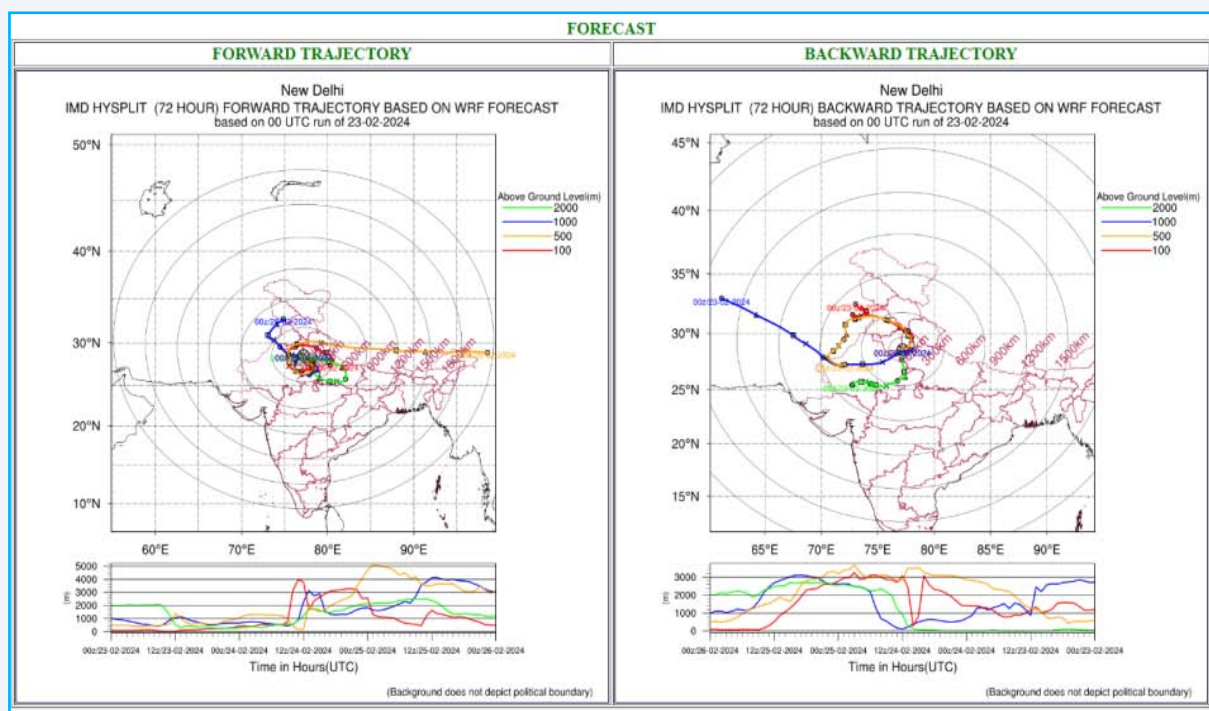 FORECAST
FORWARD TRAJECTORY
New Delhi
IMD HYSPLIT (72 HOUR) FORWARD TRAJECTORY BASED ON WRF FORECAST
based on 00 UTC run of 23-02-2024
50°N
40°N
30°N
20°N
10°N
60°E 70°E 80°E 90°E
Above Ground Level(m)
2000
1000
500
100
5000
4000
3000
2000
1000
0
(m)
00z/23-02-2024 12z/23-02-2024 00z/24-02-2024 12z/24-02-2024 00z/25-02-2024 12z/25-02-2024 00z/26-02-2024
Time in Hours(UTC)
(Background does not depict political boundary)
BACKWARD TRAJECTORY
New Delhi
IMD HYSPLIT (72 HOUR) BACKWARD TRAJECTORY BASED ON WRF FORECAST
based on 00 UTC run of 23-02-2024
45°N
40°N
35°N
30°N
25°N
20°N
15°N
65°E 70°E 75°E 80°E 85°E 90°E
00z/23-02-2024
800km 900km 1200km 1500km
Above Ground Level(m)
2000
1000
500
100
3000
2000
1000
0
(m)
00z/26-02-2024 12z/25-02-2024 00z/25-02-2024 12z/24-02-2024 00z/24-02-2024 12z/23-02-2024 00z/23-02-2024
Time in Hours(UTC)
(Background does not depict political boundary)